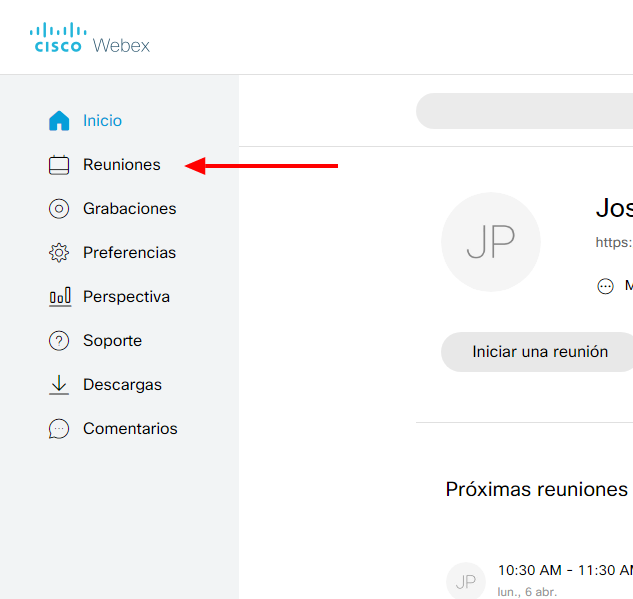 CISCO Webex
Inicio
Reuniones
Grabaciones
Preferencias
Perspectiva
Soporte
Descargas
Comentarios
JP
https:
Iniciar una reunión
Próximas reuniones
JP
10:30 AM - 11:30 AM
lun., 6 abr.